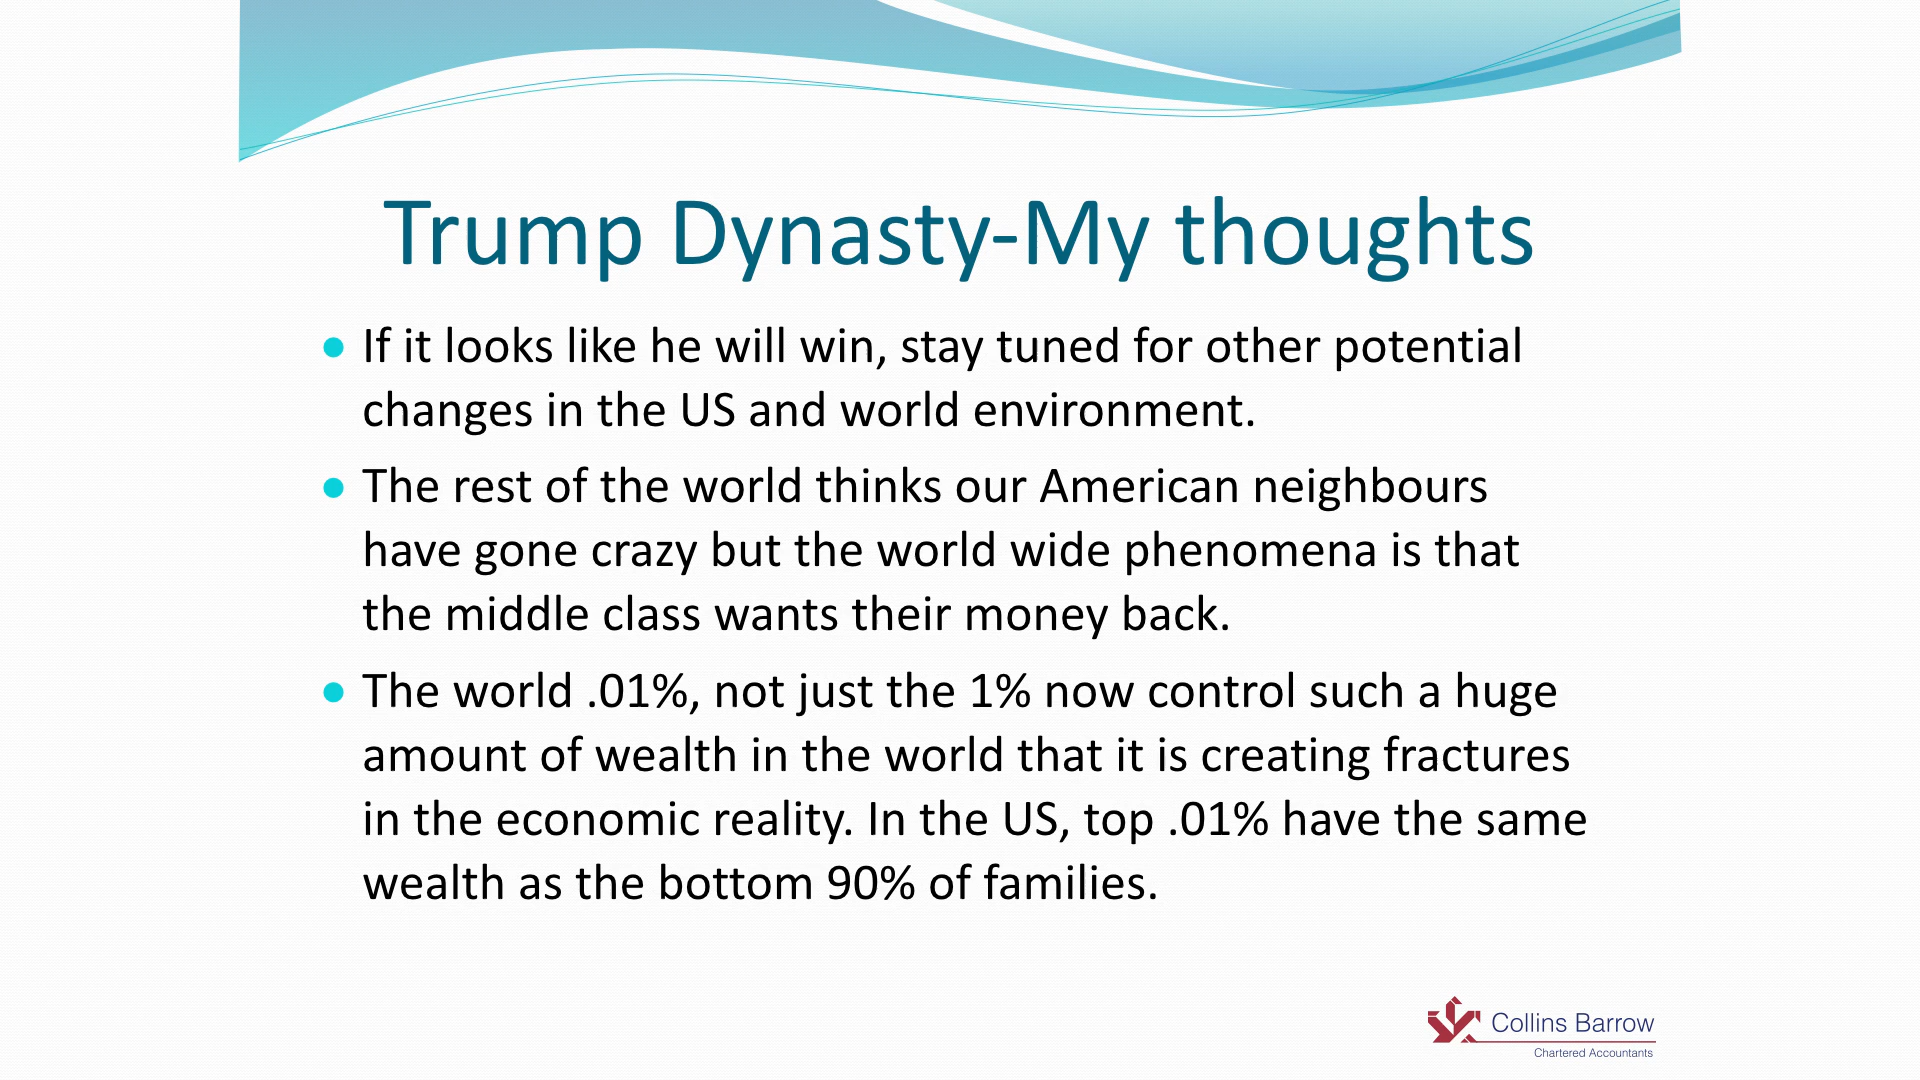 Trump Dynasty-My thoughts
• If it looks like he will win, stay tuned for other potential
changes in the US and world environment.
• The rest of the world thinks our American neighbours
have gone crazy but the world wide phenomena is that
the middle class wants their money back.
• The world .01%, not just the 1% now control such a huge
amount of wealth in the world that it is creating fractures
in the economic reality. In the US, top .01% have the same
wealth as the bottom 90% of families.
Collins Barrow
Chartered Accountants